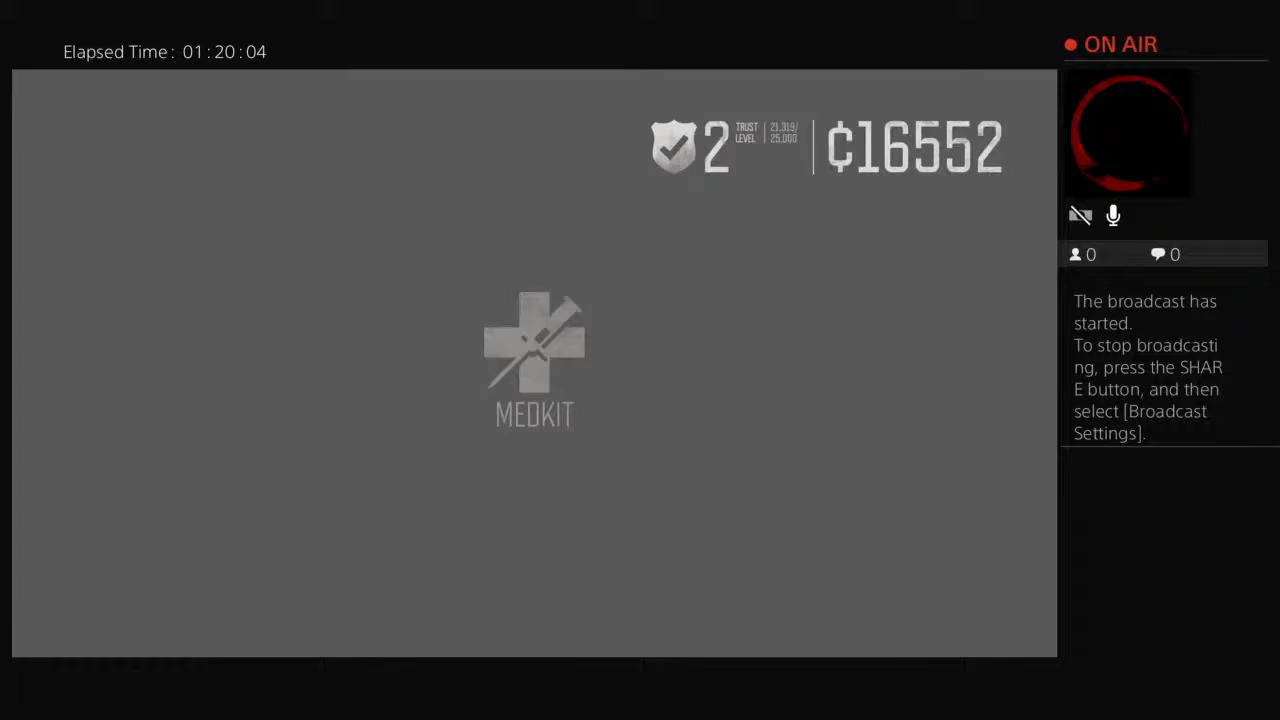 Elapsed Time: 01:20:04
ON AIR
2 TRUST LEVEL 21,319/ 25,000 ¢16552
0 0
MEDKIT
The broadcast has
started.
To stop broadcasti
ng, press the SHAR
E button, and then
select [Broadcast
Settings].